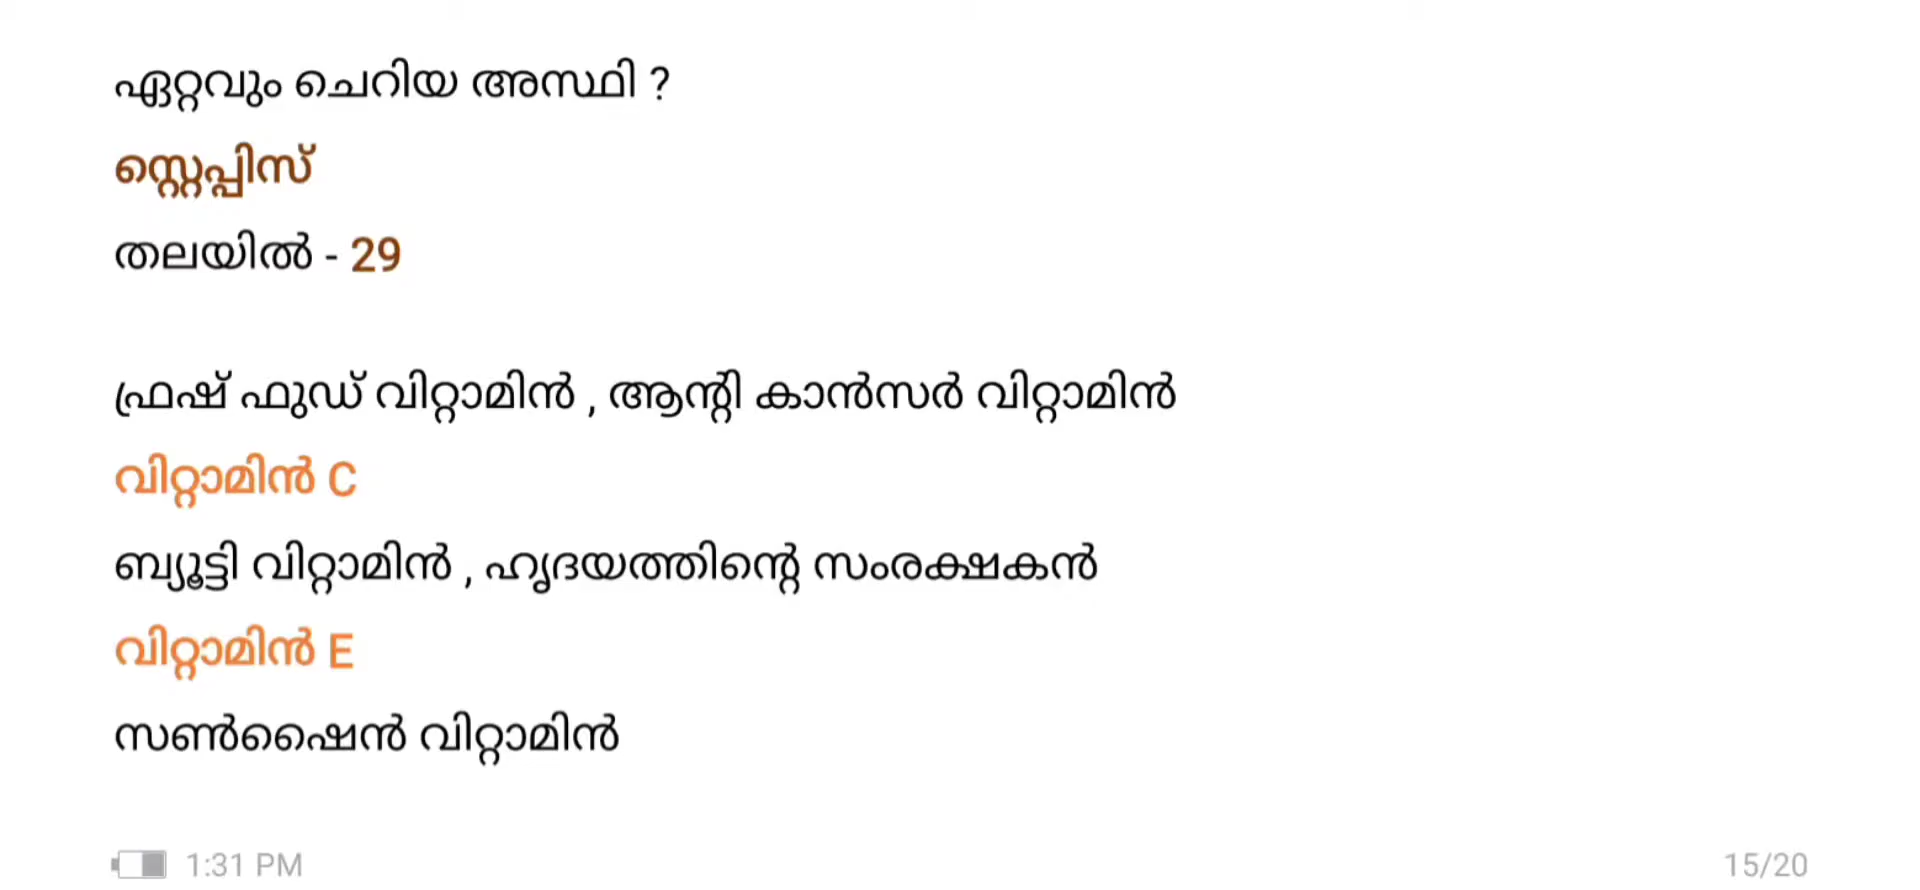 ഏറ്റവും ചെറിയ അസ്ഥി ?
സ്റ്റെപ്പിസ്
തലയിൽ - 29
ഫ്രഷ് ഫുഡ് വിറ്റാമിൻ , ആന്റി കാൻസർ വിറ്റാമിൻ
വിറ്റാമിൻ C
ബ്യൂട്ടി വിറ്റാമിൻ , ഹൃദയത്തിന്റെ സംരക്ഷകൻ
വിറ്റാമിൻ E
സൺഷൈൻ വിറ്റാമിൻ
1:31 PM 15/20